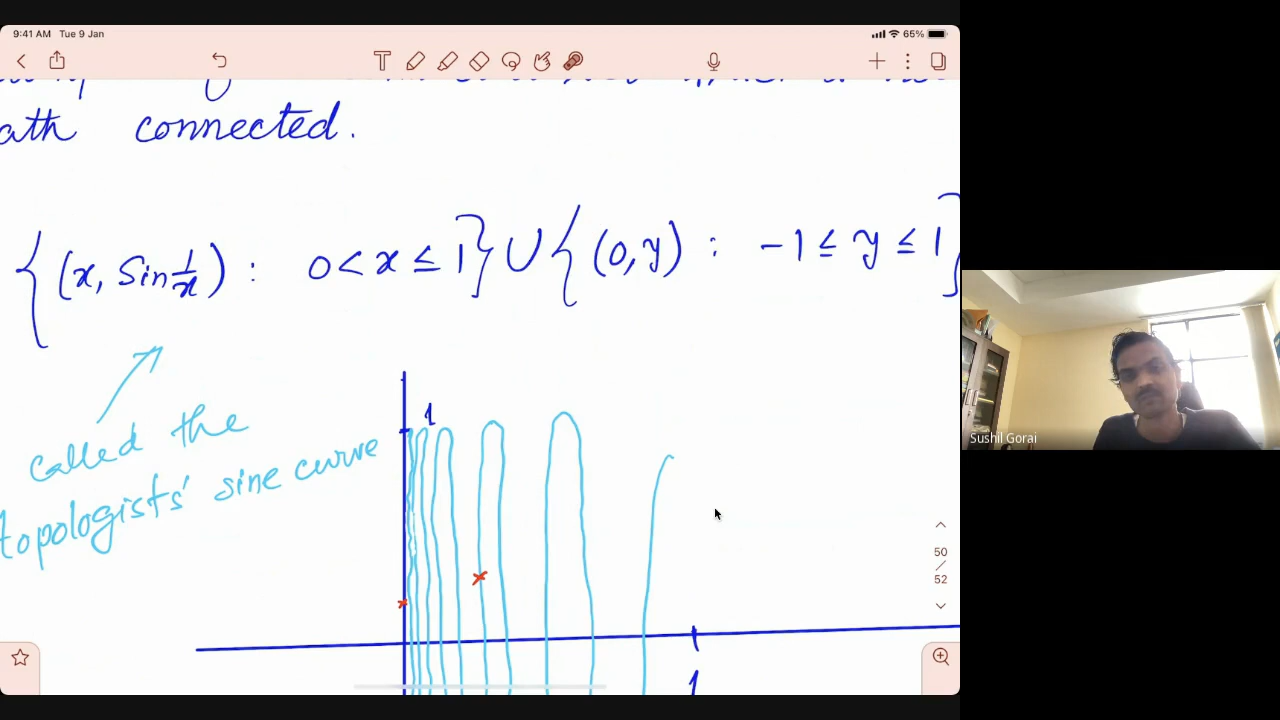 9:41 AM Tue 9 Jan
65%
ath connected.
{(x, Sin 1/x) : 0 < x ≤ 1} ∪ {(0, y) : -1 ≤ y ≤ 1}
called the
topologists' sine curve
1
1
50
/
52
Sushil Gorai